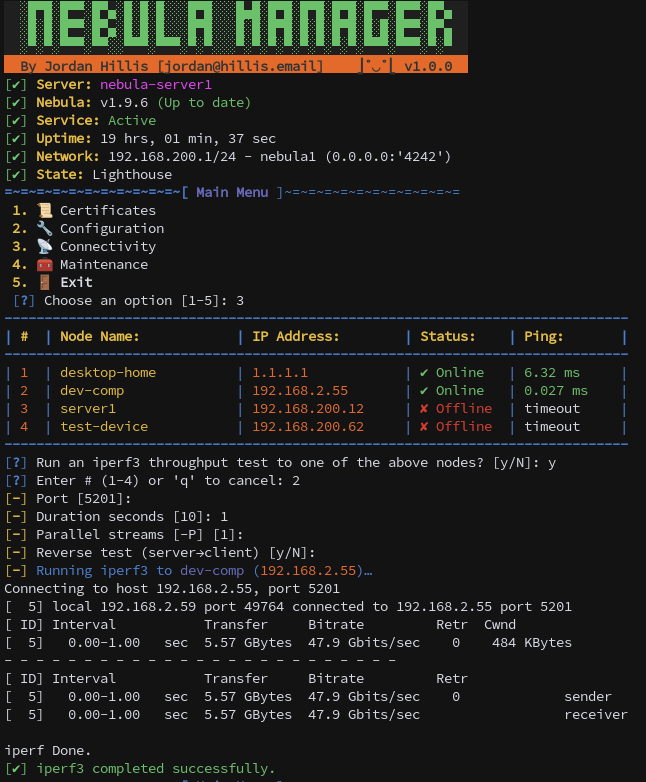 NEBULA MANAGER
By Jordan Hillis [jordan@hillis.email] ⎦˚◡˚⎣ v1.0.0
[✔] Server: nebula-server1
[✔] Nebula: v1.9.6 (Up to date)
[✔] Service: Active
[✔] Uptime: 19 hrs, 01 min, 37 sec
[✔] Network: 192.168.200.1/24 - nebula1 (0.0.0.0:'4242')
[✔] State: Lighthouse
=~=~=~=~=~=~=~=~=~=~=~[ Main Menu ]~=~=~=~=~=~=~=~=~=~=~=
1. 📜 Certificates
2. 🔧 Configuration
3. 📡 Connectivity
4. 🧰 Maintenance
5. 🚪 Exit
[?] Choose an option [1-5]: 3
| # | Node Name: | IP Address: | Status: | Ping: |
| 1 | desktop-home | 1.1.1.1 | ✔ Online | 6.32 ms |
| 2 | dev-comp | 192.168.2.55 | ✔ Online | 0.027 ms |
| 3 | server1 | 192.168.200.12 | ✘ Offline | timeout |
| 4 | test-device | 192.168.200.62 | ✘ Offline | timeout |
[?] Run an iperf3 throughput test to one of the above nodes? [y/N]: y
[?] Enter # (1-4) or 'q' to cancel: 2
[-] Port [5201]:
[-] Duration seconds [10]: 1
[-] Parallel streams [-P] [1]:
[-] Reverse test (server→client) [y/N]:
[-] Running iperf3 to dev-comp (192.168.2.55)…
Connecting to host 192.168.2.55, port 5201
[  5] local 192.168.2.59 port 49764 connected to 192.168.2.55 port 5201
[ ID] Interval Transfer Bitrate Retr Cwnd
[  5] 0.00-1.00 sec 5.57 GBytes 47.9 Gbits/sec 0 484 KBytes
- - - - - - - - - - - - - - - - - - - - - - - - -
[ ID] Interval Transfer Bitrate Retr
[  5] 0.00-1.00 sec 5.57 GBytes 47.9 Gbits/sec 0 sender
[  5] 0.00-1.00 sec 5.57 GBytes 47.9 Gbits/sec receiver
iperf Done.
[✔] iperf3 completed successfully.